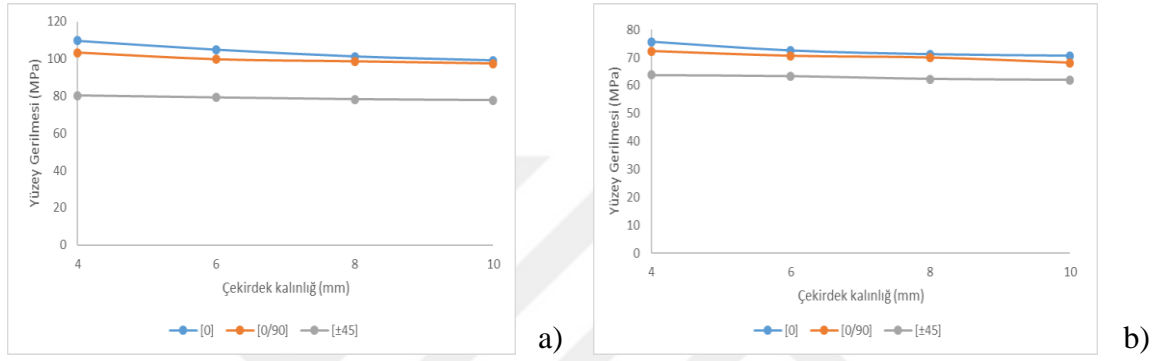 120
100
80
60
40
20
0
Yüzey Gerilmesi (MPa)
4 6 8 10
Çekirdek kalınlığ (mm)
[0] [0/90] [±45]
a)
80
70
60
50
40
30
20
10
0
Yüzey Gerilmesi (MPa)
4 6 8 10
Çekirdek kalınlığ (mm)
[0] [0/90] [±45]
b)